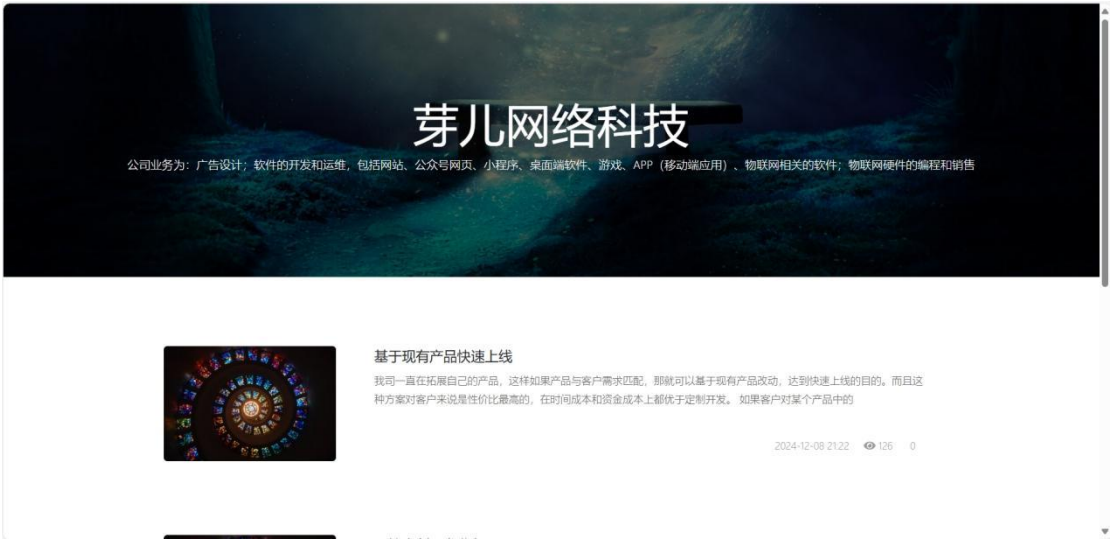 芽儿网络科技
公司业务为：广告设计；软件的开发和运维，包括网站、公众号网页、小程序、桌面端软件、游戏、APP（移动端应用）、物联网相关的软件；物联网硬件的编程和销售
基于现有产品快速上线
我司一直在拓展自己的产品，这样如果产品与客户需求匹配，那就可以基于现有产品改动，达到快速上线的目的。而且这
种方案对客户来说是性价比最高的，在时间成本和资金成本上都优于定制开发。 如果客户对某个产品中的
2024-12-08 21:22 126 0